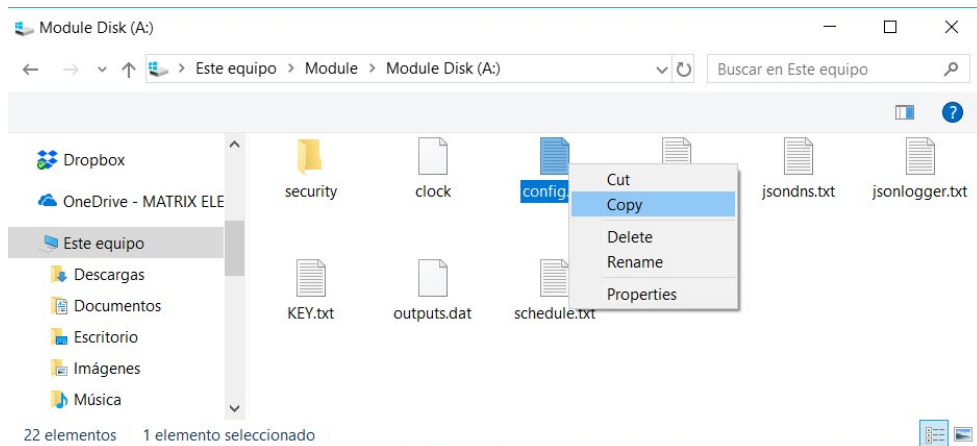 Module Disk (A:)
Este equipo > Module > Module Disk (A:)
Buscar en Este equipo
?
Dropbox
OneDrive - MATRIX ELE
Este equipo
Descargas
Documentos
Escritorio
Imágenes
Música
security
clock
config.
jsondns.txt
jsonlogger.txt
KEY.txt
outputs.dat
schedule.txt
Cut
Copy
Delete
Rename
Properties
22 elementos
1 elemento seleccionado